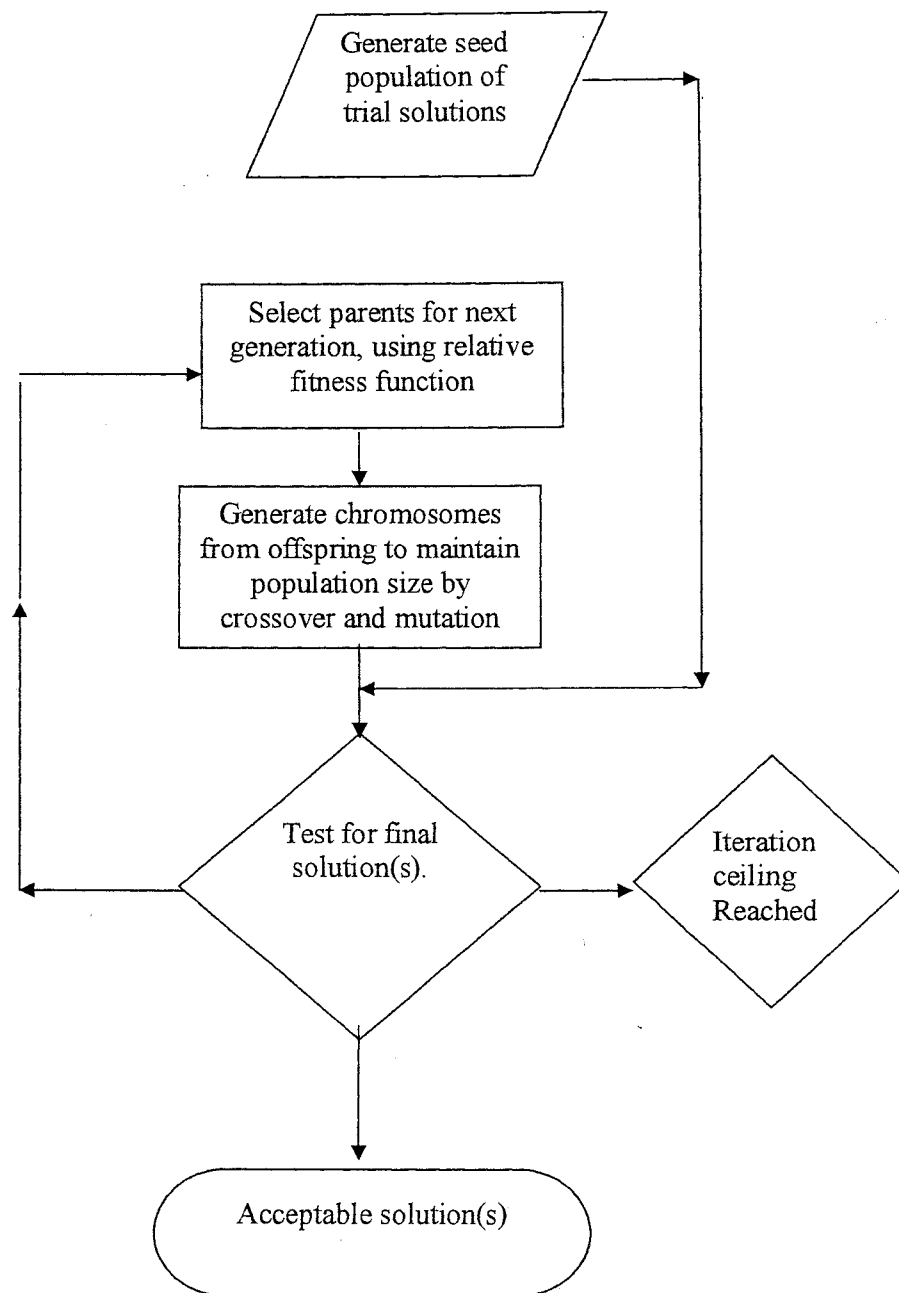 Generate seed
population of
trial solutions
Select parents for next
generation, using relative
fitness function
Generate chromosomes
from offspring to maintain
population size by
crossover and mutation
Test for final
solution(s).
Iteration
ceiling
Reached
Acceptable solution(s)